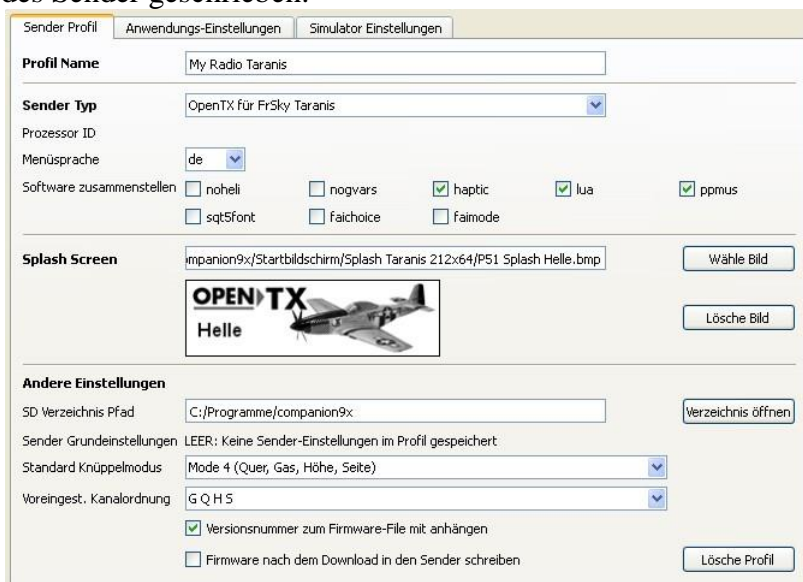 des Sender geschrieben.
Sender Profil Anwendungs-Einstellungen Simulator Einstellungen
Profil Name My Radio Taranis
Sender Typ OpenTX für FrSky Taranis
Prozessor ID
Menüsprache de
Software zusammenstellen noheli nogvars haptic lua ppmus
sqt5font faichoice faimode
Splash Screen mpanion9x/Startbildschirm/Splash Taranis 212x64/P51 Splash Helle.bmp Wähle Bild
OPENTX
Helle
Lösche Bild
Andere Einstellungen
SD Verzeichnis Pfad C:/Programme/companion9x Verzeichnis öffnen
Sender Grundeinstellungen LEER: Keine Sender-Einstellungen im Profil gespeichert
Standard Knüppelmodus Mode 4 (Quer, Gas, Höhe, Seite)
Voreingest. Kanalordnung G Q H S
Versionsnummer zum Firmware-File mit anhängen
Firmware nach dem Download in den Sender schreiben Lösche Profil